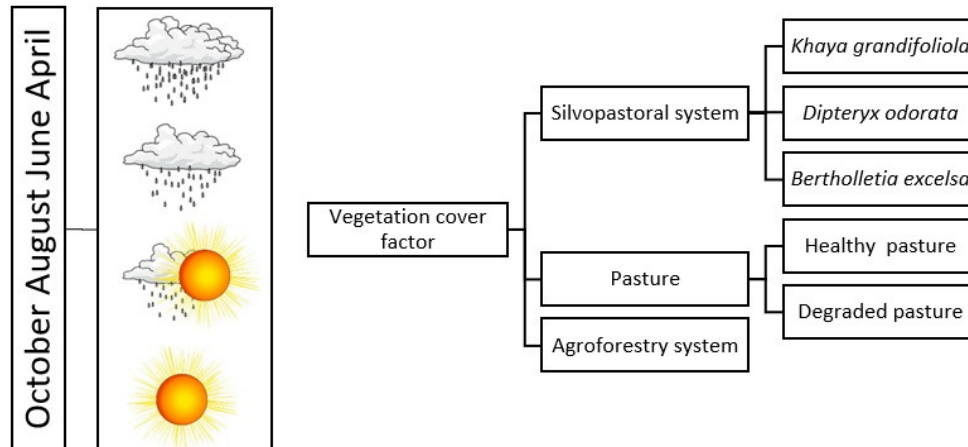 October August June April
Vegetation cover
factor
Silvopastoral system
Pasture
Agroforestry system
Khaya grandifoliola
Dipteryx odorata
Bertholletia excelsa
Healthy pasture
Degraded pasture